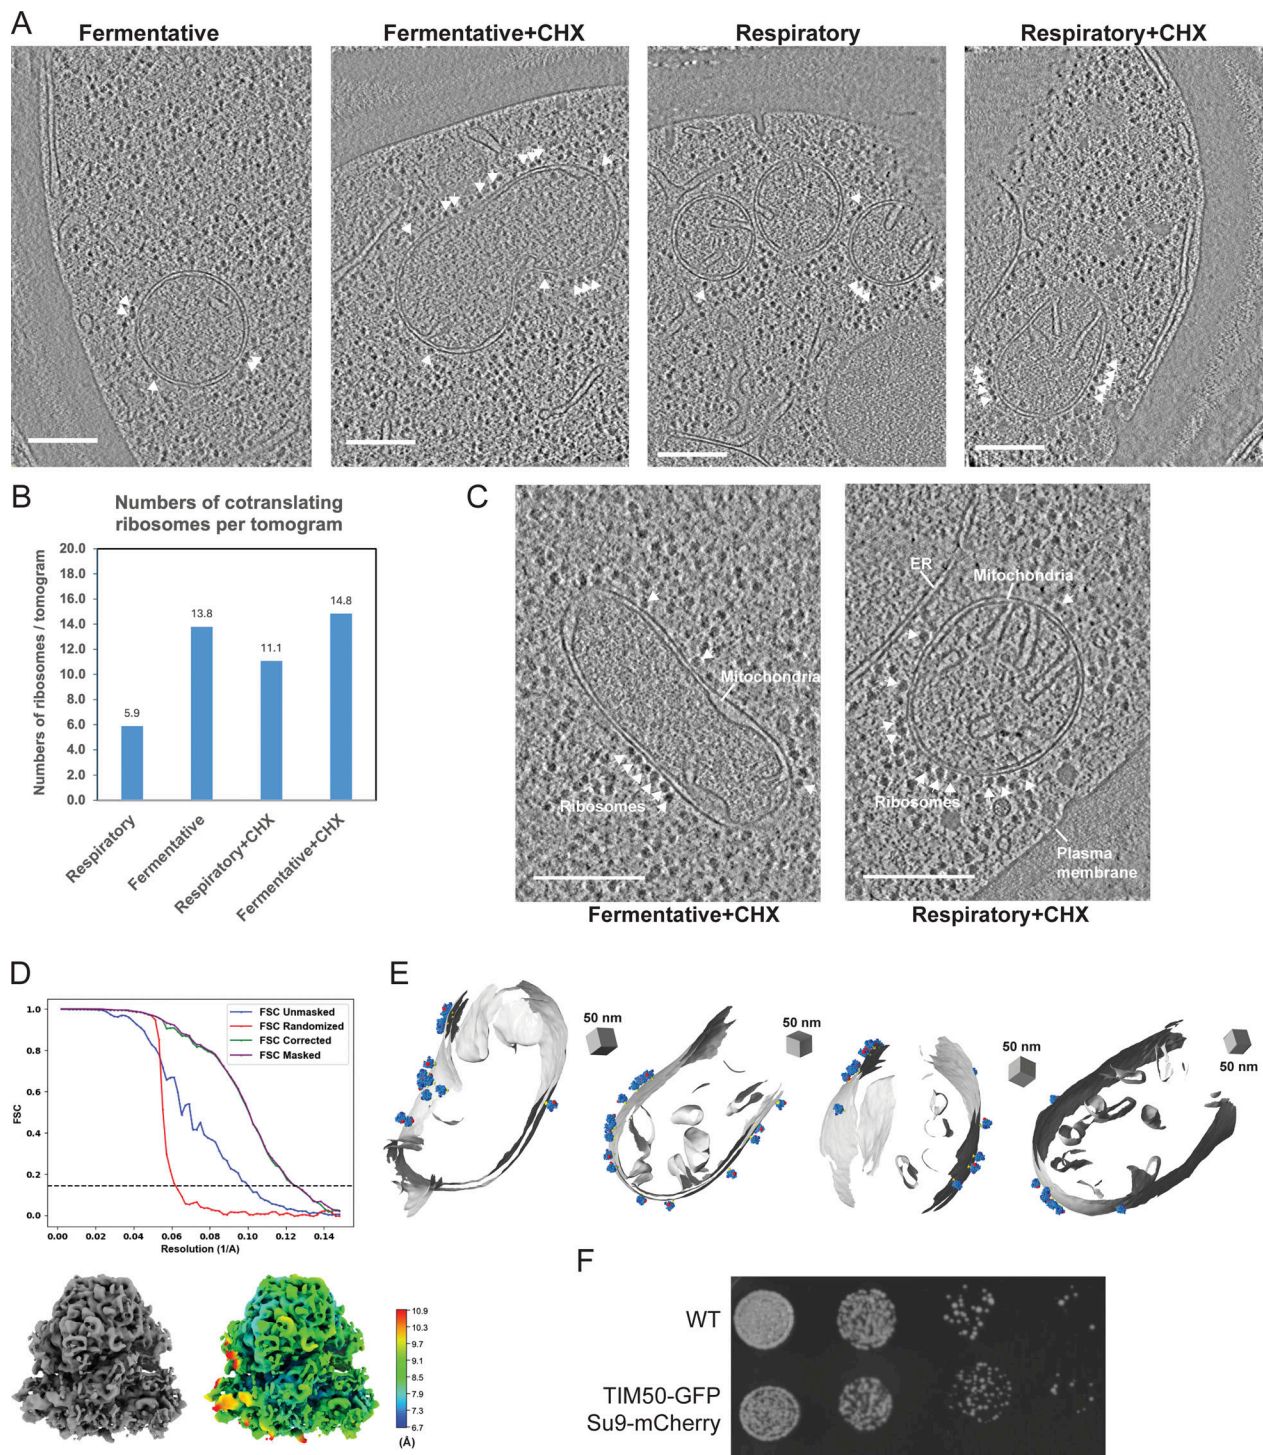 A
Fermentative
Fermentative+CHX
Respiratory
Respiratory+CHX
B
Numbers of cotranslating
ribosomes per tomogram
Numbers of ribosomes / tomogram
20.0
18.0
16.0
14.0
12.0
10.0
8.0
6.0
4.0
2.0
0.0
5.9
13.8
11.1
14.8
Respiratory
Fermentative
Respiratory+CHX
Fermentative+CHX
C
Mitochondria
Ribosomes
Fermentative+CHX
ER
Mitochondria
Ribosomes
Plasma
membrane
Respiratory+CHX
D
FSC
1.0
0.8
0.6
0.4
0.2
0.0
FSC Unmasked
FSC Randomized
FSC Corrected
FSC Masked
0.00 0.02 0.04 0.06 0.08 0.10 0.12 0.14
Resolution (1/A)
10.9
10.3
9.7
9.1
8.5
7.9
7.3
6.7
(Å)
E
50 nm
50 nm
50 nm
50 nm
F
WT
TIM50-GFP
Su9-mCherry